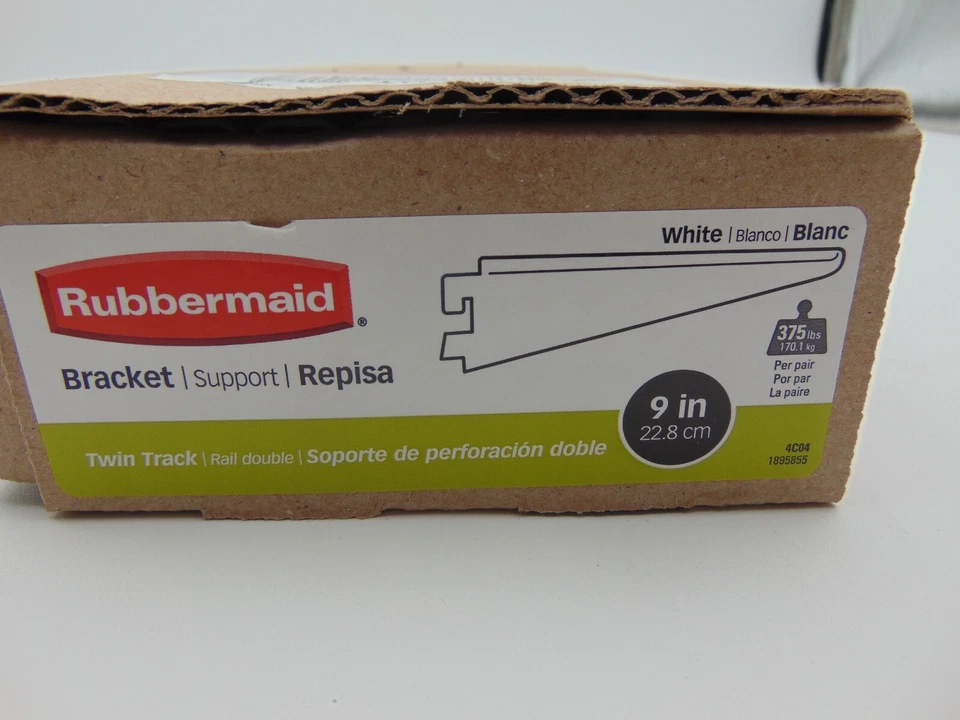 White | Blanco | Blanc
Rubbermaid®
375 lbs
170.1 kg
Per pair
Por par
La paire
Bracket | Support | Repisa
9 in
22.8 cm
Twin Track | Rail double | Soporte de perforación doble
4C04
1895855